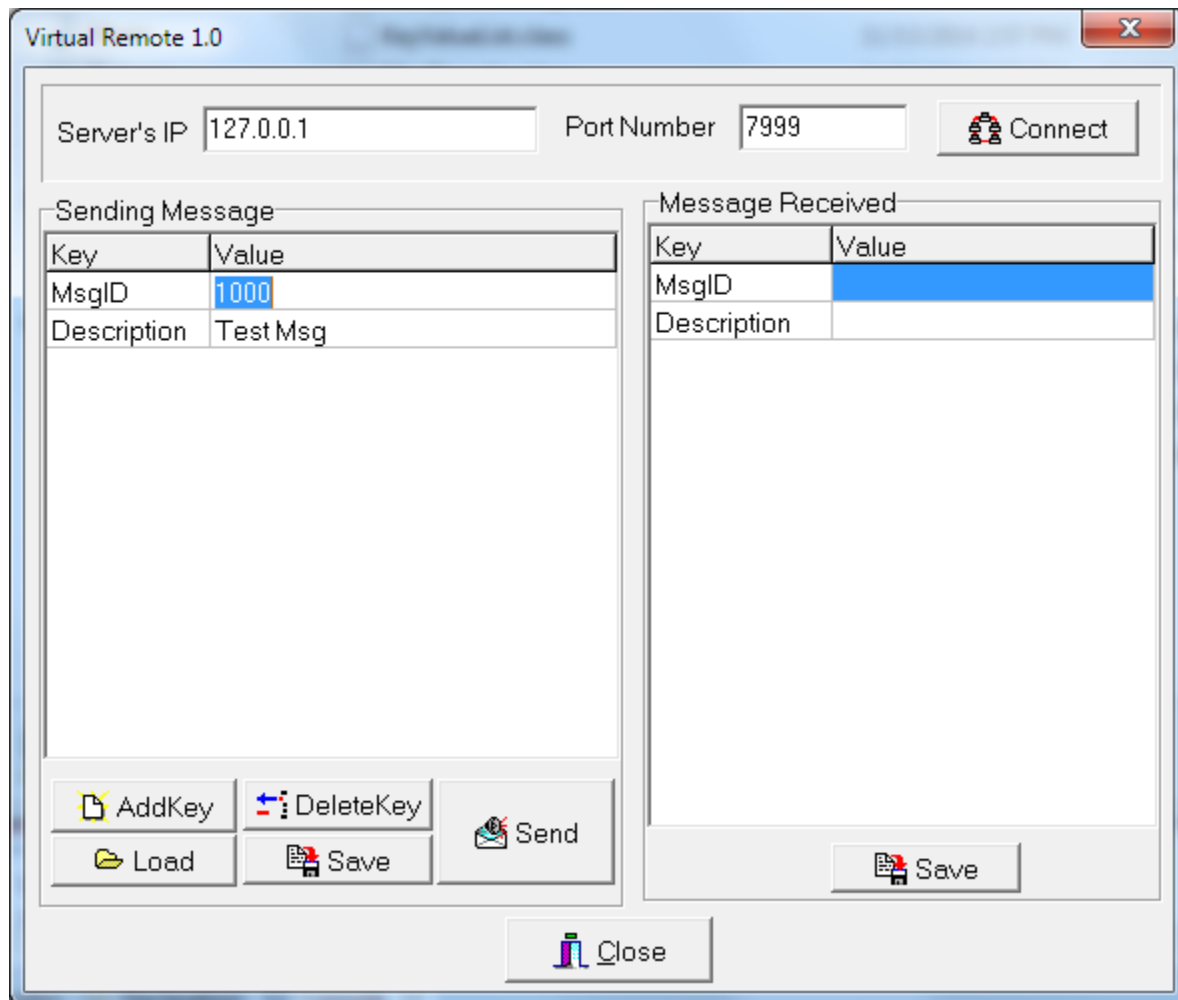 Virtual Remote 1.0
Server's IP 127.0.0.1 Port Number 7999 Connect
Sending Message
Key Value
MsgID 1000
Description Test Msg
AddKey DeleteKey
Load Save
Send
Message Received
Key Value
MsgID
Description
Save
Close